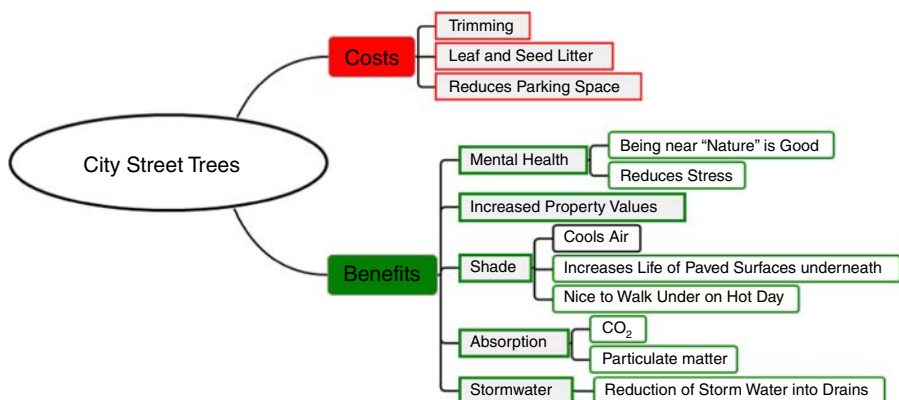 City Street Trees
Costs
Trimming
Leaf and Seed Litter
Reduces Parking Space
Benefits
Mental Health
Being near “Nature” is Good
Reduces Stress
Increased Property Values
Shade
Cools Air
Increases Life of Paved Surfaces underneath
Nice to Walk Under on Hot Day
Absorption
CO₂
Particulate matter
Stormwater
Reduction of Storm Water into Drains